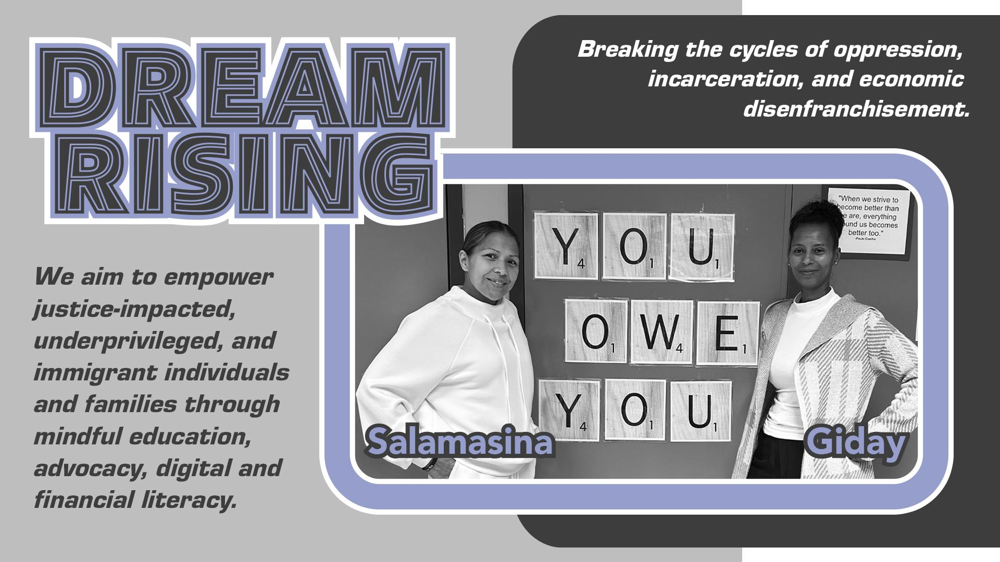 DREAM
RISING
Breaking the cycles of oppression,
incarceration, and economic
disenfranchisement.
We aim to empower
justice-impacted,
underprivileged, and
immigrant individuals
and families through
mindful education,
advocacy, digital and
financial literacy.
"When we strive to
become better than
we are, everything
around us becomes
better too."
-Paulo Coelho
Y4 O1 U1
O1 W4 E1
Y4 O1 U1
Salamasina
Giday